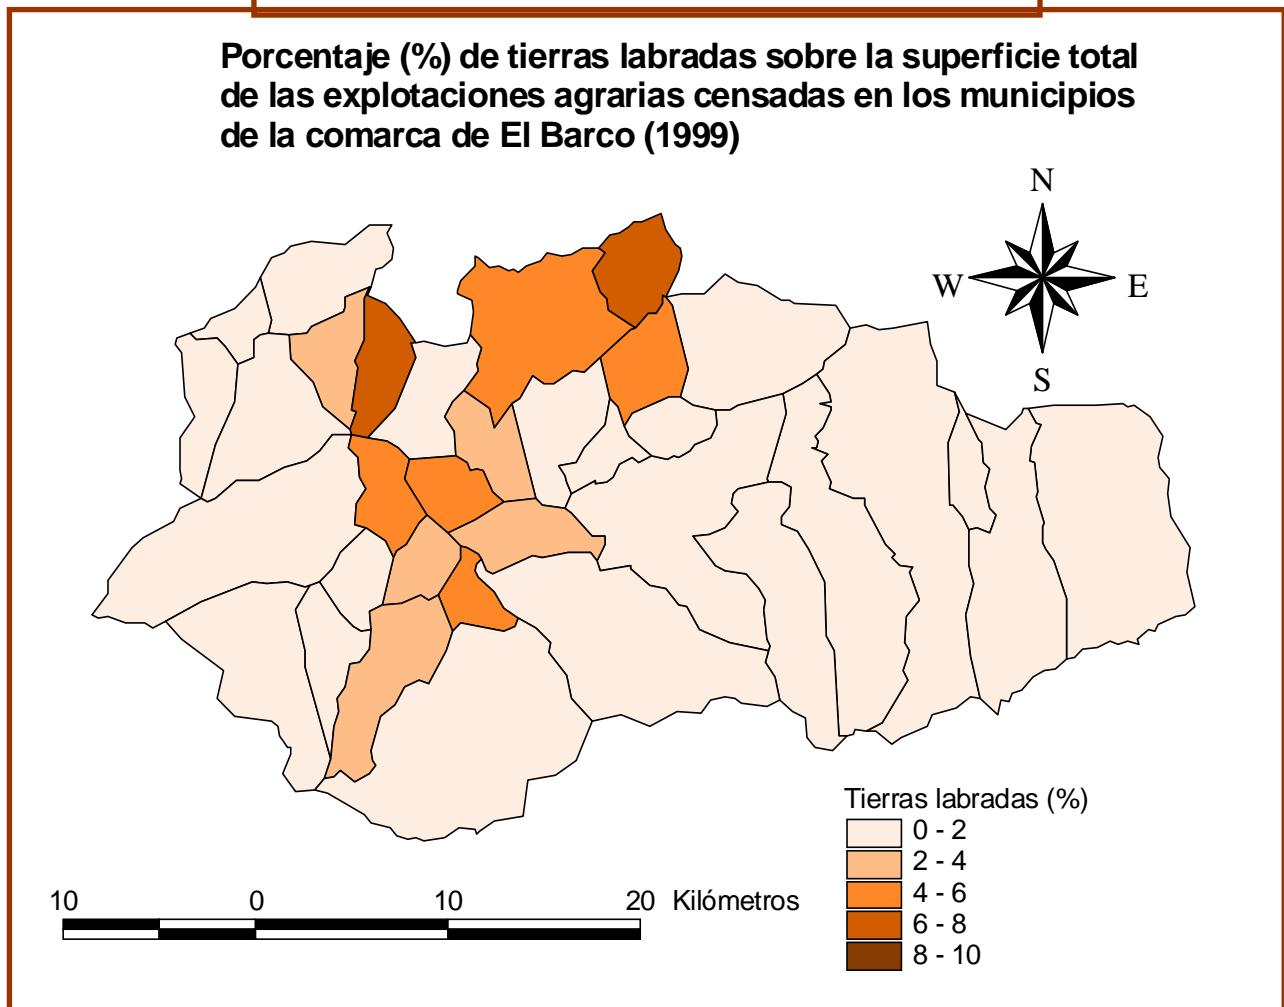 Porcentaje (%) de tierras labradas sobre la superficie total
de las explotaciones agrarias censadas en los municipios
de la comarca de El Barco (1999)
N
W E
S
Tierras labradas (%)
0 - 2
2 - 4
4 - 6
6 - 8
8 - 10
10 0 10 20 Kilómetros